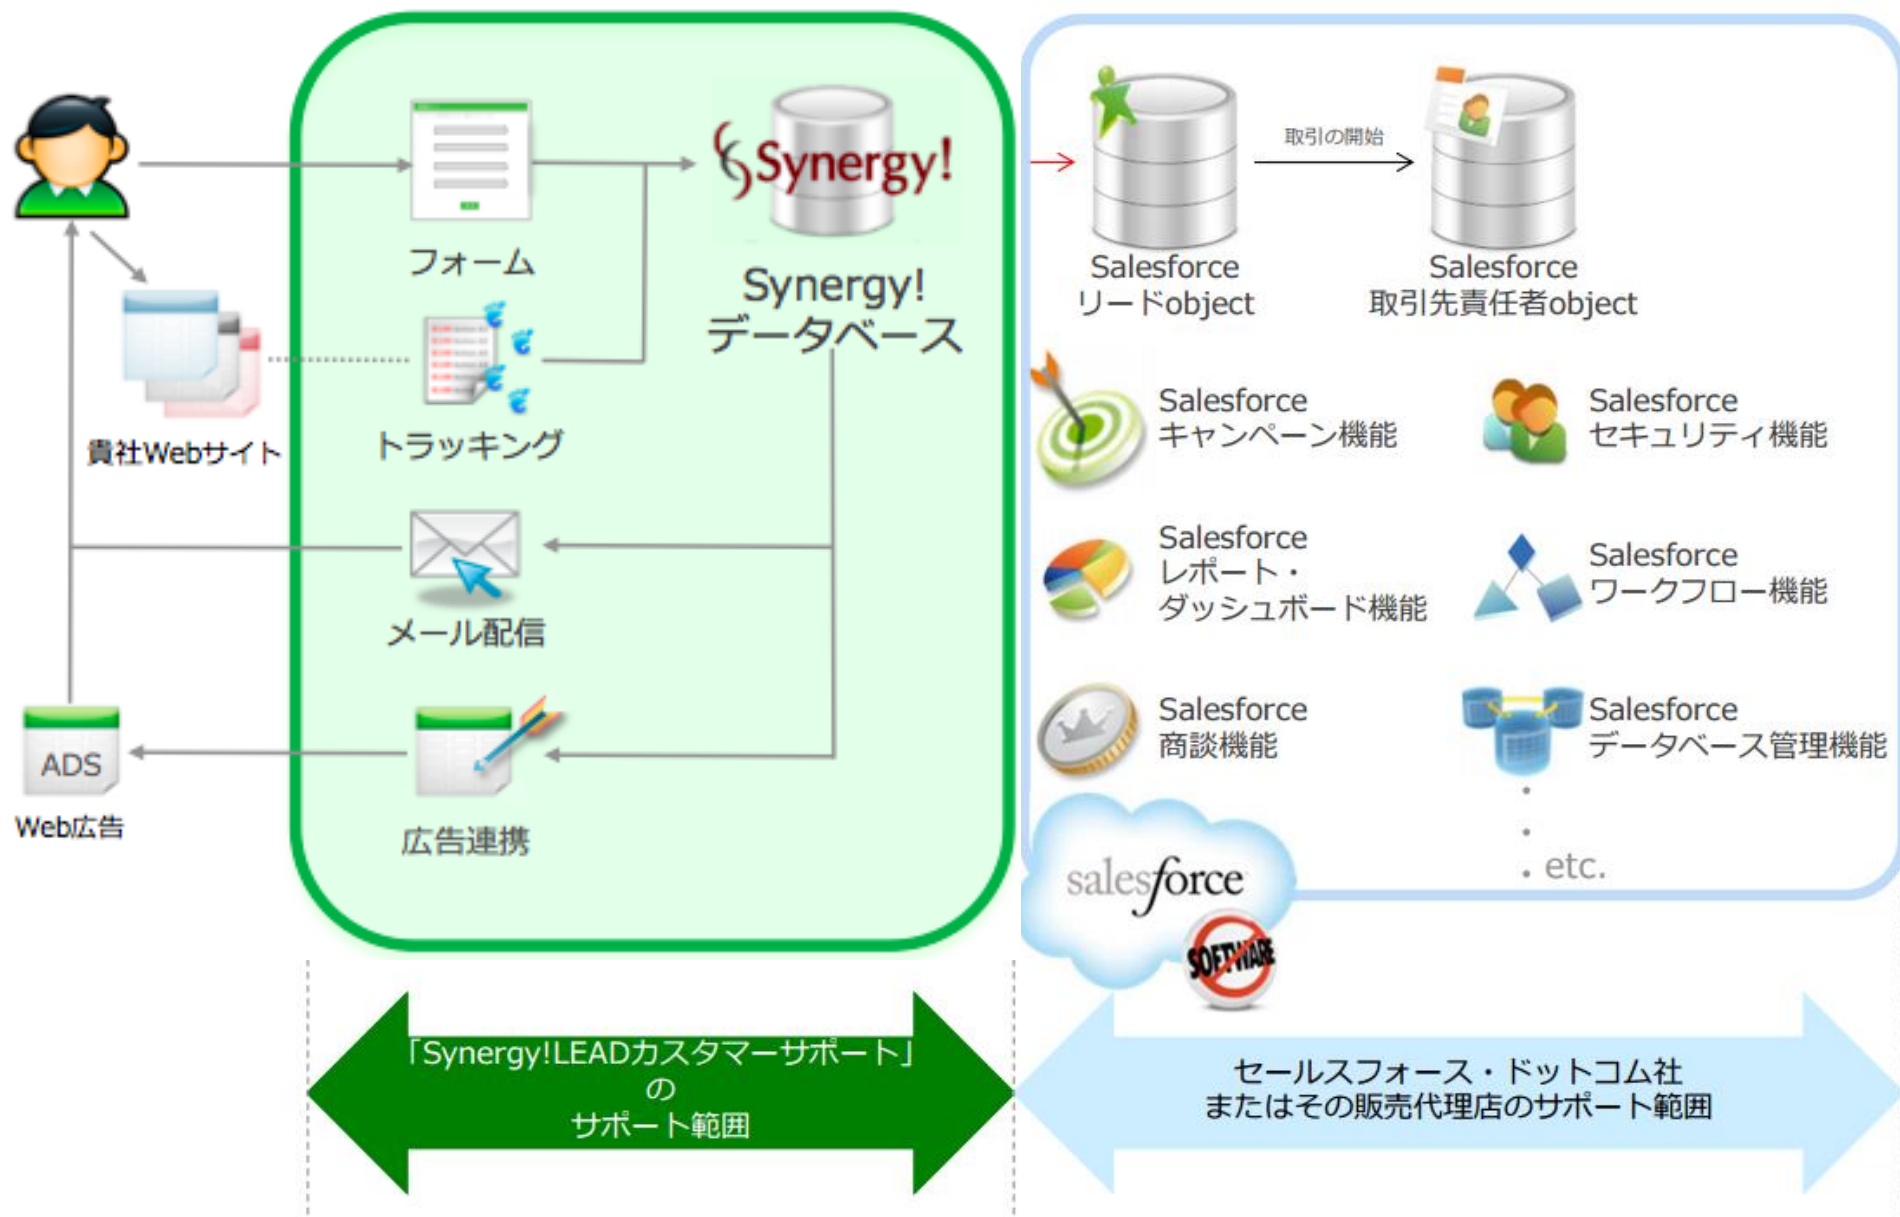 フォーム
トラッキング
メール配信
広告連携
Synergy!
Synergy!
データベース
貴社Webサイト
ADS
Web広告
取引の開始
Salesforce
リードobject
Salesforce
取引先責任者object
Salesforce
キャンペーン機能
Salesforce
セキュリティ機能
Salesforce
レポート・
ダッシュボード機能
Salesforce
ワークフロー機能
Salesforce
商談機能
Salesforce
データベース管理機能
etc.
salesforce
SOFTWARE
「Synergy!LEADカスタマーサポート」
の
サポート範囲
セールスフォース・ドットコム社
またはその販売代理店のサポート範囲